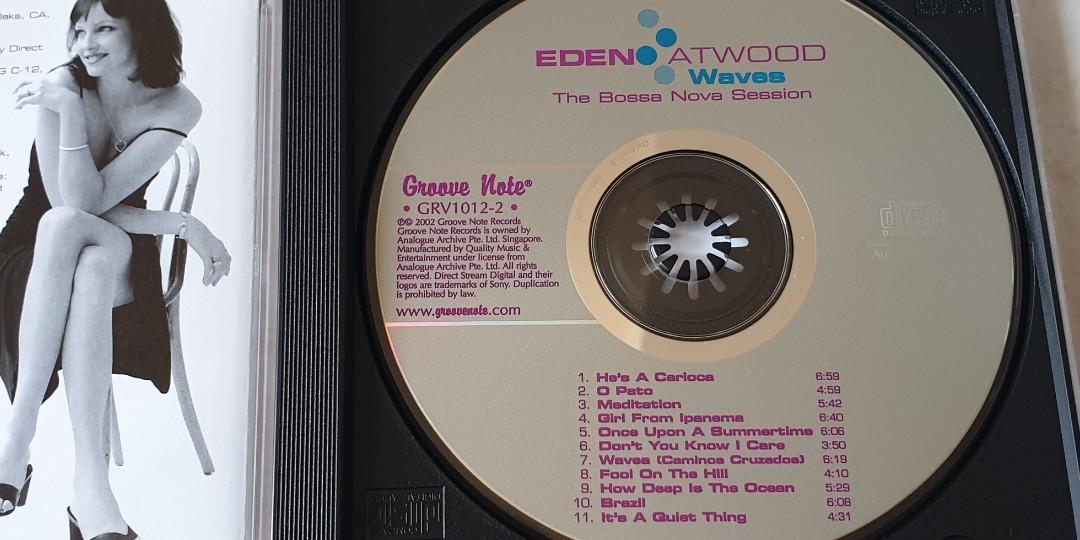 CA,
y Direct
G C-12,
EDEN ATWOOD
Waves
The Bossa Nova Session
Groove Note®
• GRV1012-2 •
℗© 2002 Groove Note Records
Groove Note Records is owned by
Analogue Archive Pte. Ltd. Singapore.
Manufactured by Quality Music &
Entertainment under license from
Analogue Archive Pte. Ltd. All rights
reserved. Direct Stream Digital and their
logos are trademarks of Sony. Duplication
is prohibited by law.
www.groovenote.com
1. He's A Carioca 6:59
2. O Pato 4:59
3. Meditation 5:42
4. Girl From Ipanema 6:40
5. Once Upon A Summertime 6:06
6. Don't You Know I Care 3:50
7. Waves (Caminos Cruzados) 6:19
8. Fool On The Hill 4:10
9. How Deep Is The Ocean 5:29
10. Brazil 6:08
11. It's A Quiet Thing 4:31